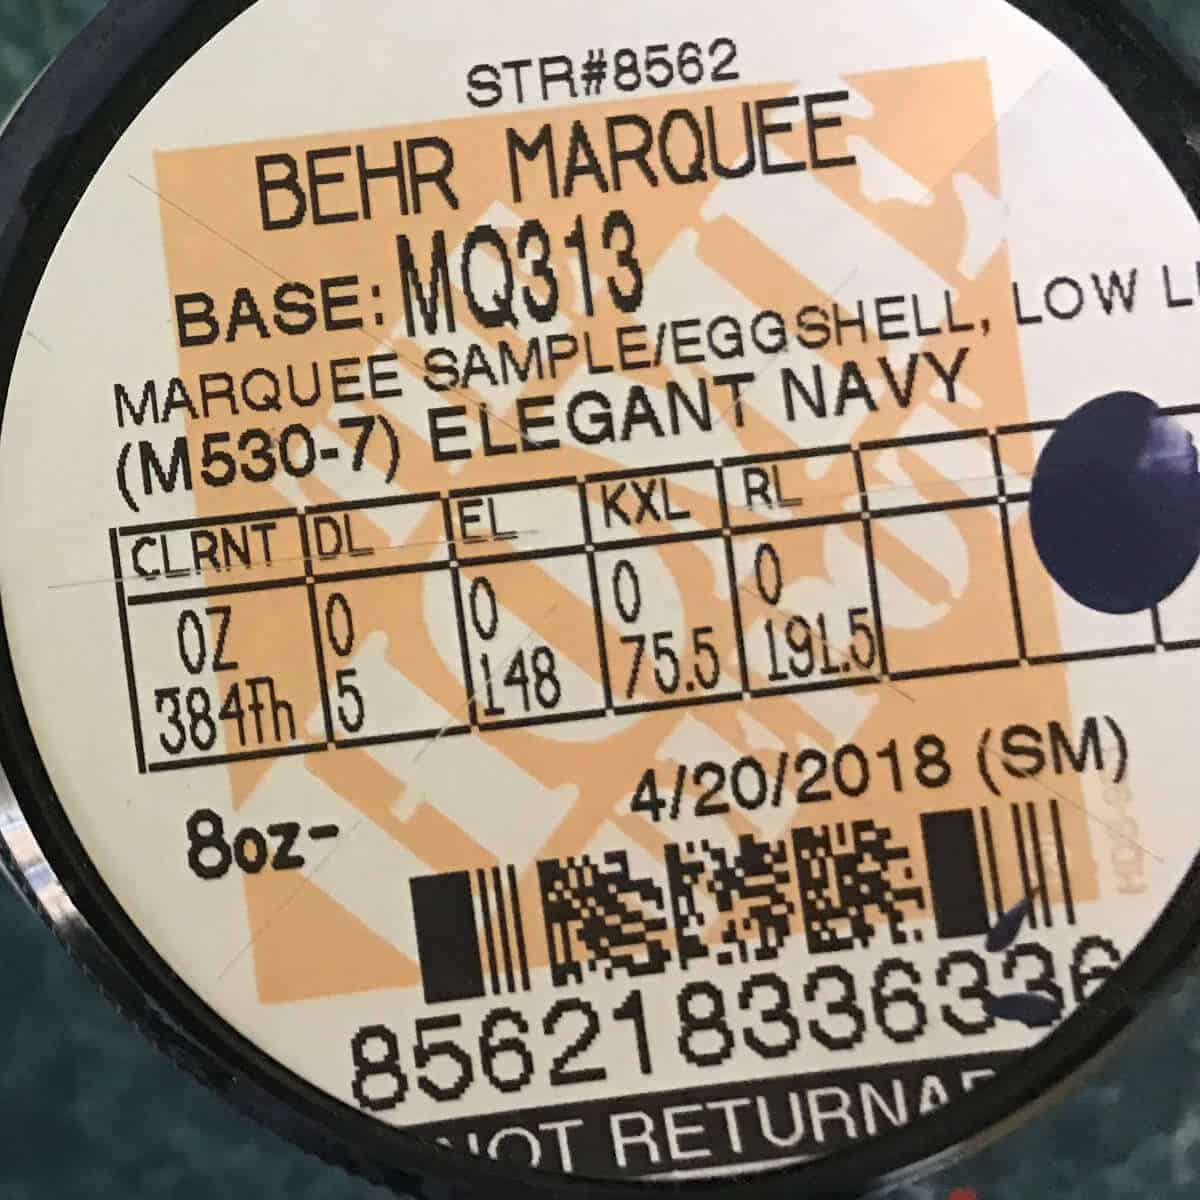 STR#8562
BEHR MARQUEE
BASE: MQ313
MARQUEE SAMPLE/EGGSHELL, LOW
(M530-7) ELEGANT NAVY
CLRNT DL EL KXL RL
OZ 0 0 0 0
384Th 5 148 75.5 191.5
4/20/2018 (SM)
8oz-
856218336336
NOT